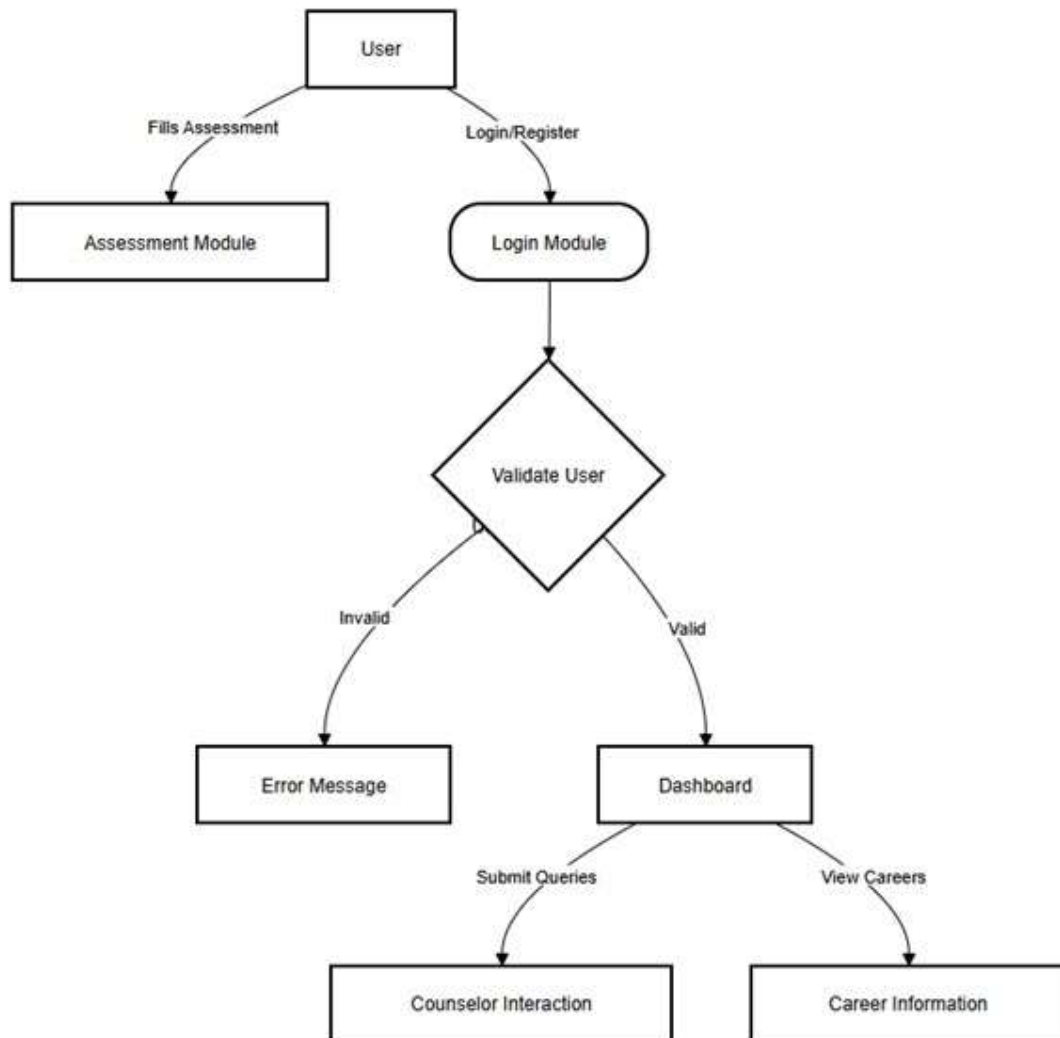 User
Fills Assessment
Login/Register
Assessment Module
Login Module
Validate User
Invalid
Valid
Error Message
Dashboard
Submit Queries
View Careers
Counselor Interaction
Career Information